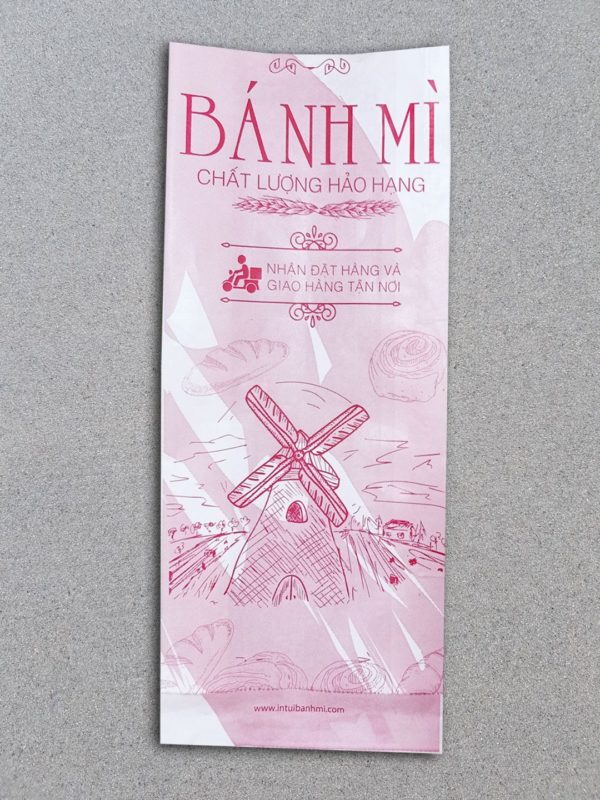 BÁNH MÌ
CHẤT LƯỢNG HẢO HẠNG
NHẬN ĐẶT HÀNG VÀ
GIAO HÀNG TẬN NƠI
www.intuibanhmi.com